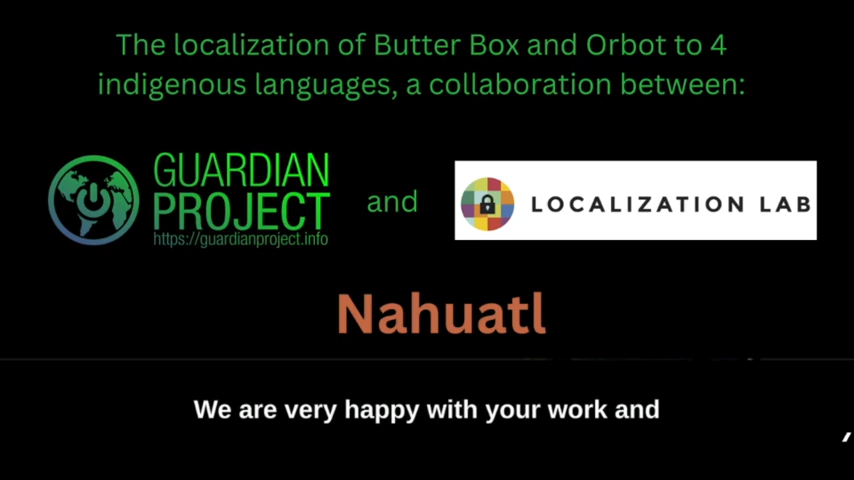 The localization of Butter Box and Orbot to 4
indigenous languages, a collaboration between:
GUARDIAN
PROJECT
https://guardianproject.info
and
LOCALIZATION LAB
Nahuatl
We are very happy with your work and